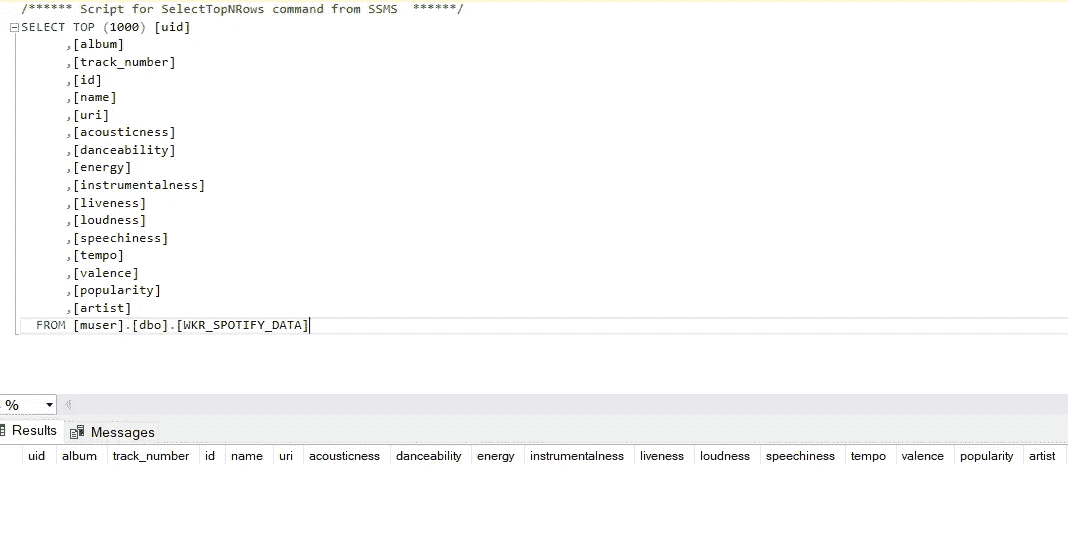 /****** Script for SelectTopNRows command from SSMS  ******/
SELECT TOP (1000) [uid]
      ,[album]
      ,[track_number]
      ,[id]
      ,[name]
      ,[uri]
      ,[acousticness]
      ,[danceability]
      ,[energy]
      ,[instrumentalness]
      ,[liveness]
      ,[loudness]
      ,[speechiness]
      ,[tempo]
      ,[valence]
      ,[popularity]
      ,[artist]
  FROM [muser].[dbo].[WKR_SPOTIFY_DATA]
%
Results Messages
uid album track_number id name uri acousticness danceability energy instrumentalness liveness loudness speechiness tempo valence popularity artist